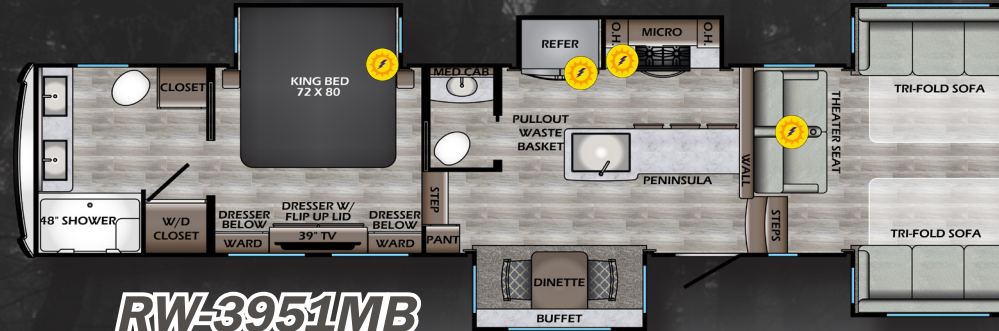 REFER
O.H.
MICRO
O.H.
CLOSET
KING BED
72 X 80
MED CAB
TRI-FOLD SOFA
THEATER SEAT
PULLOUT
WASTE
BASKET
PENINSULA
WALL
48" SHOWER
W/D
CLOSET
DRESSER
BELOW
WARD
DRESSER W/
FLIP UP LID
39" TV
DRESSER
BELOW
WARD
STEP
PANT
STEPS
TRI-FOLD SOFA
DINETTE
BUFFET
RW-3951MB